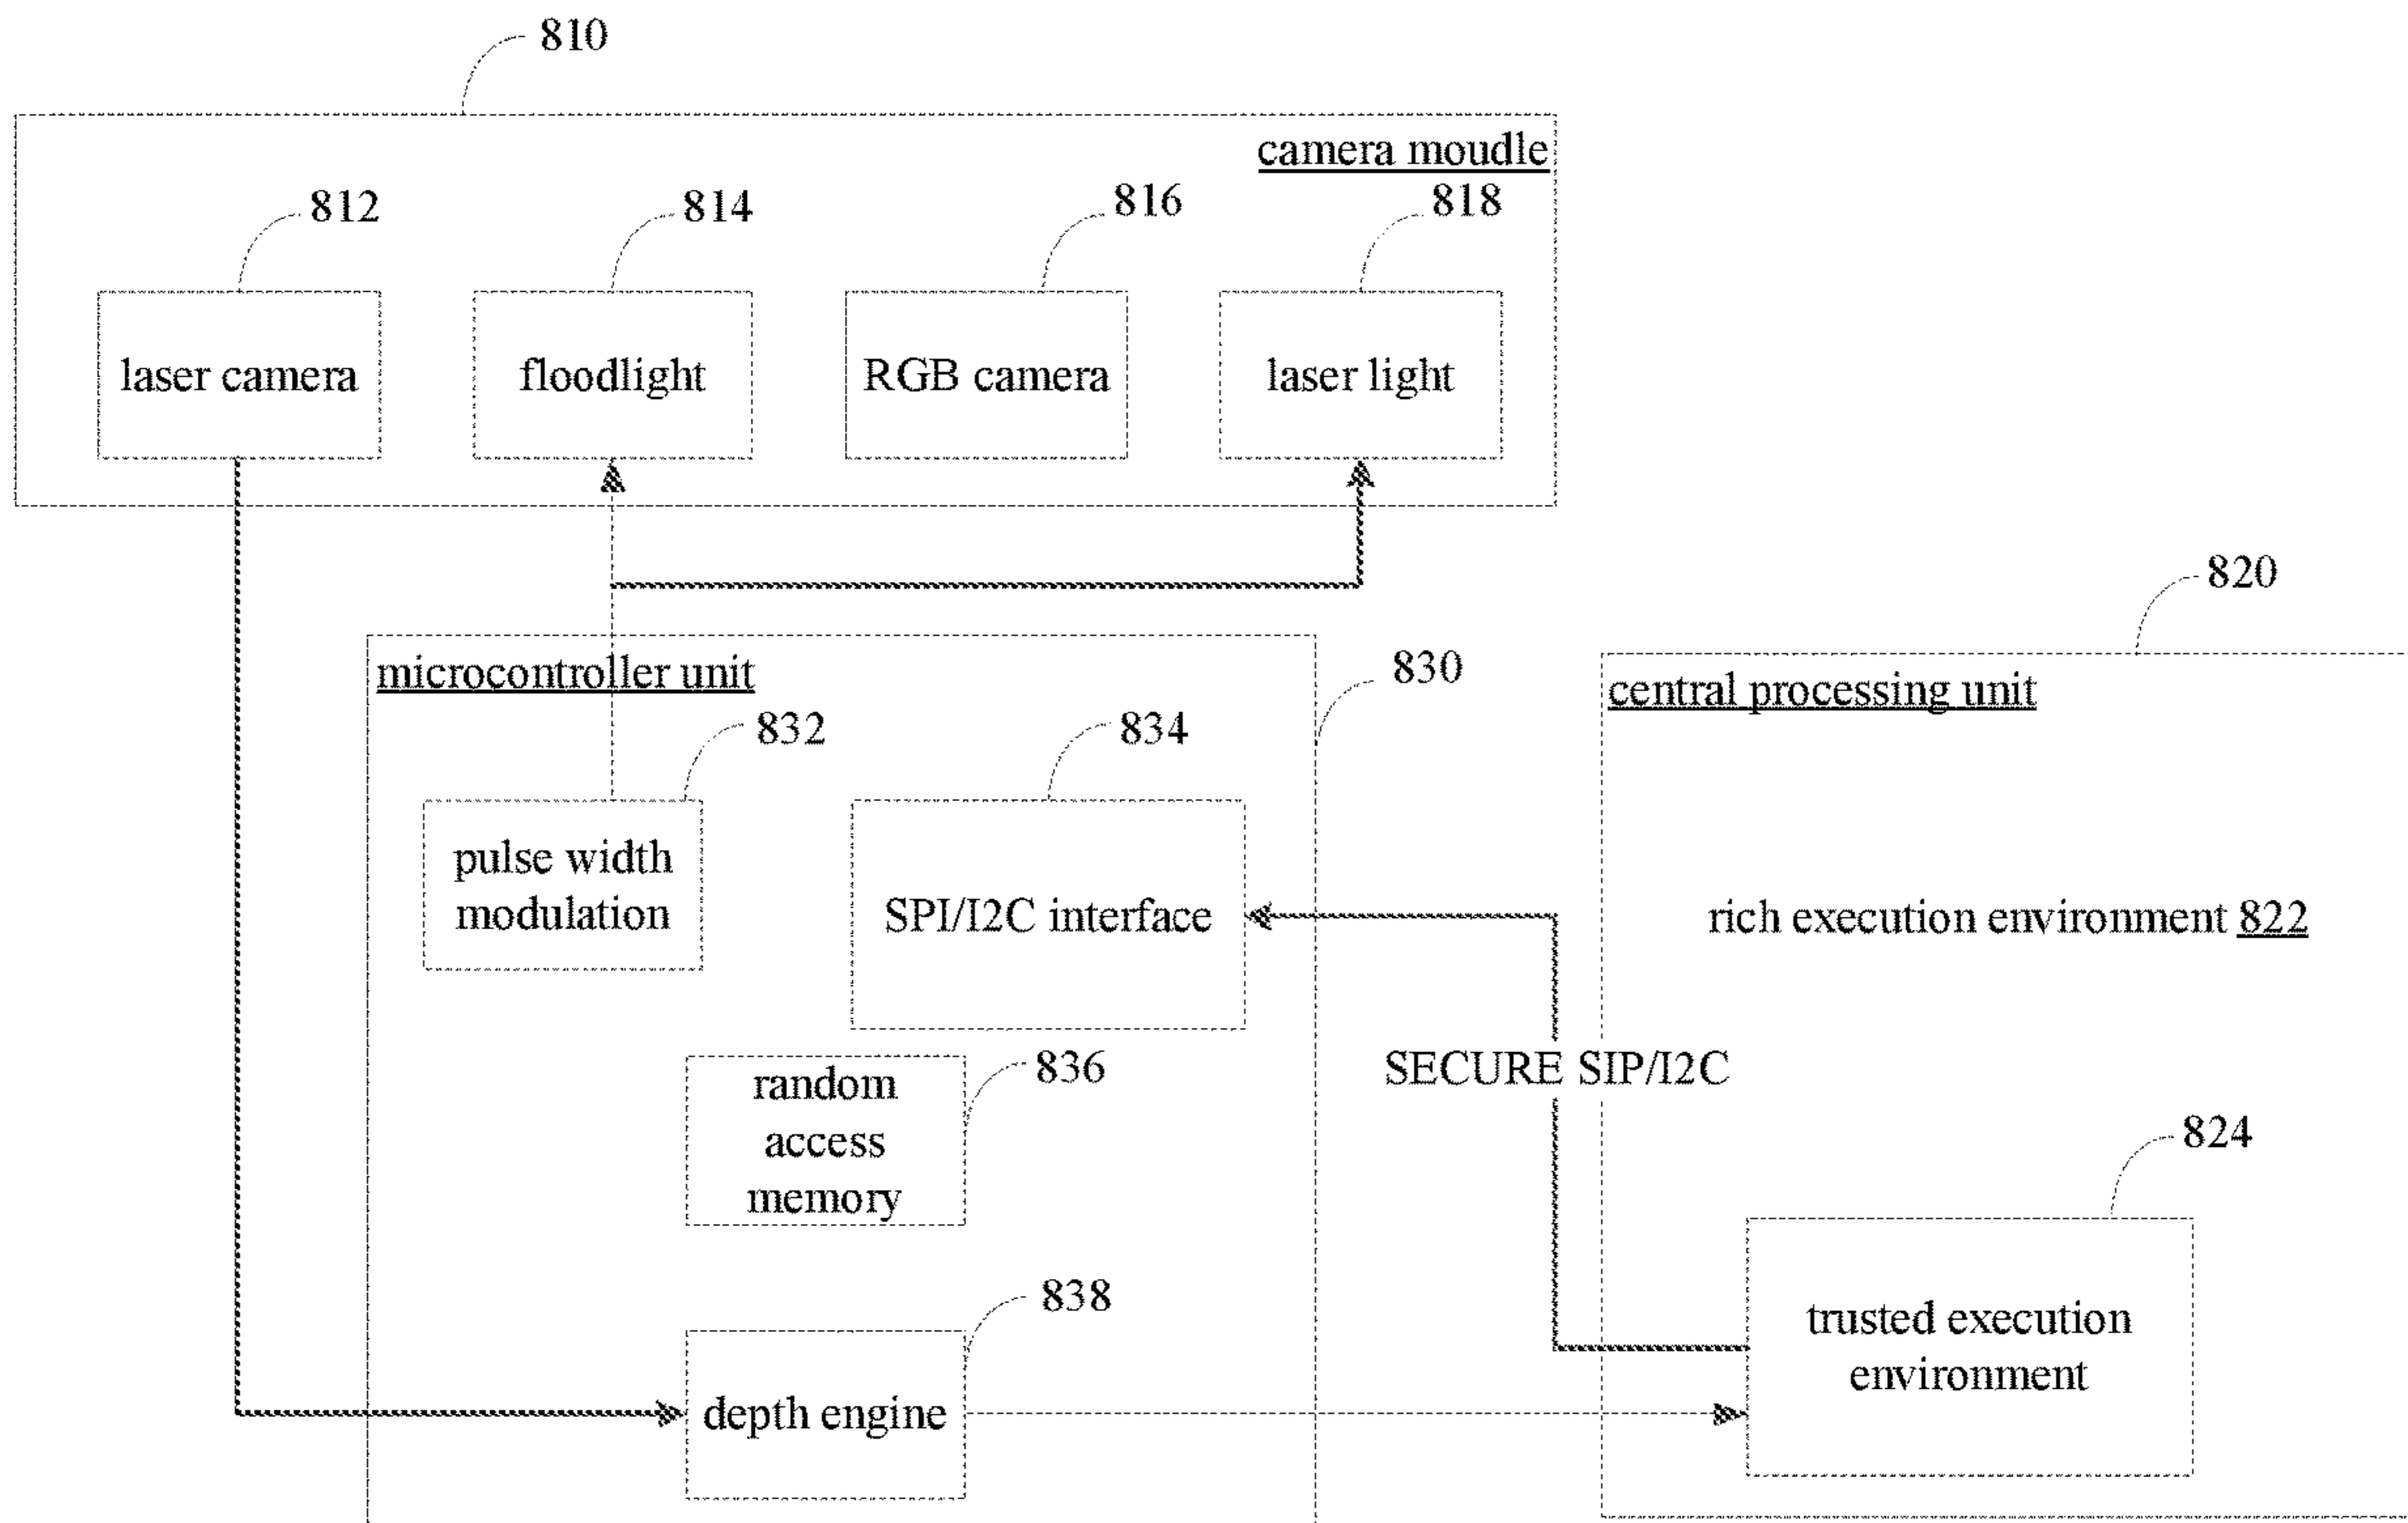 810
camera moudle
812
814
816
818
laser camera
floodlight
RGB camera
laser light
820
microcontroller unit
830
central processing unit
832
834
pulse width
modulation
SPI/I2C interface
rich execution environment 822
836
random
access
memory
SECURE SIP/I2C
824
838
depth engine
trusted execution
environment